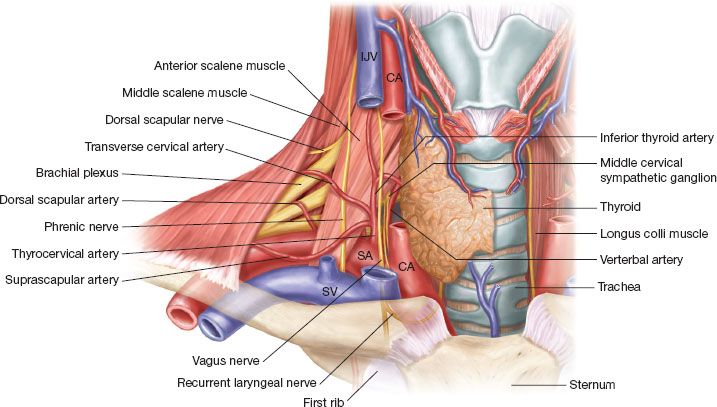 IJV
CA
Anterior scalene muscle
Middle scalene muscle
Dorsal scapular nerve
Transverse cervical artery
Brachial plexus
Dorsal scapular artery
Phrenic nerve
Thyrocervical artery
Suprascapular artery
SA
CA
SV
Vagus nerve
Recurrent laryngeal nerve
First rib
Inferior thyroid artery
Middle cervical
sympathetic ganglion
Thyroid
Longus colli muscle
Verterbal artery
Trachea
Sternum